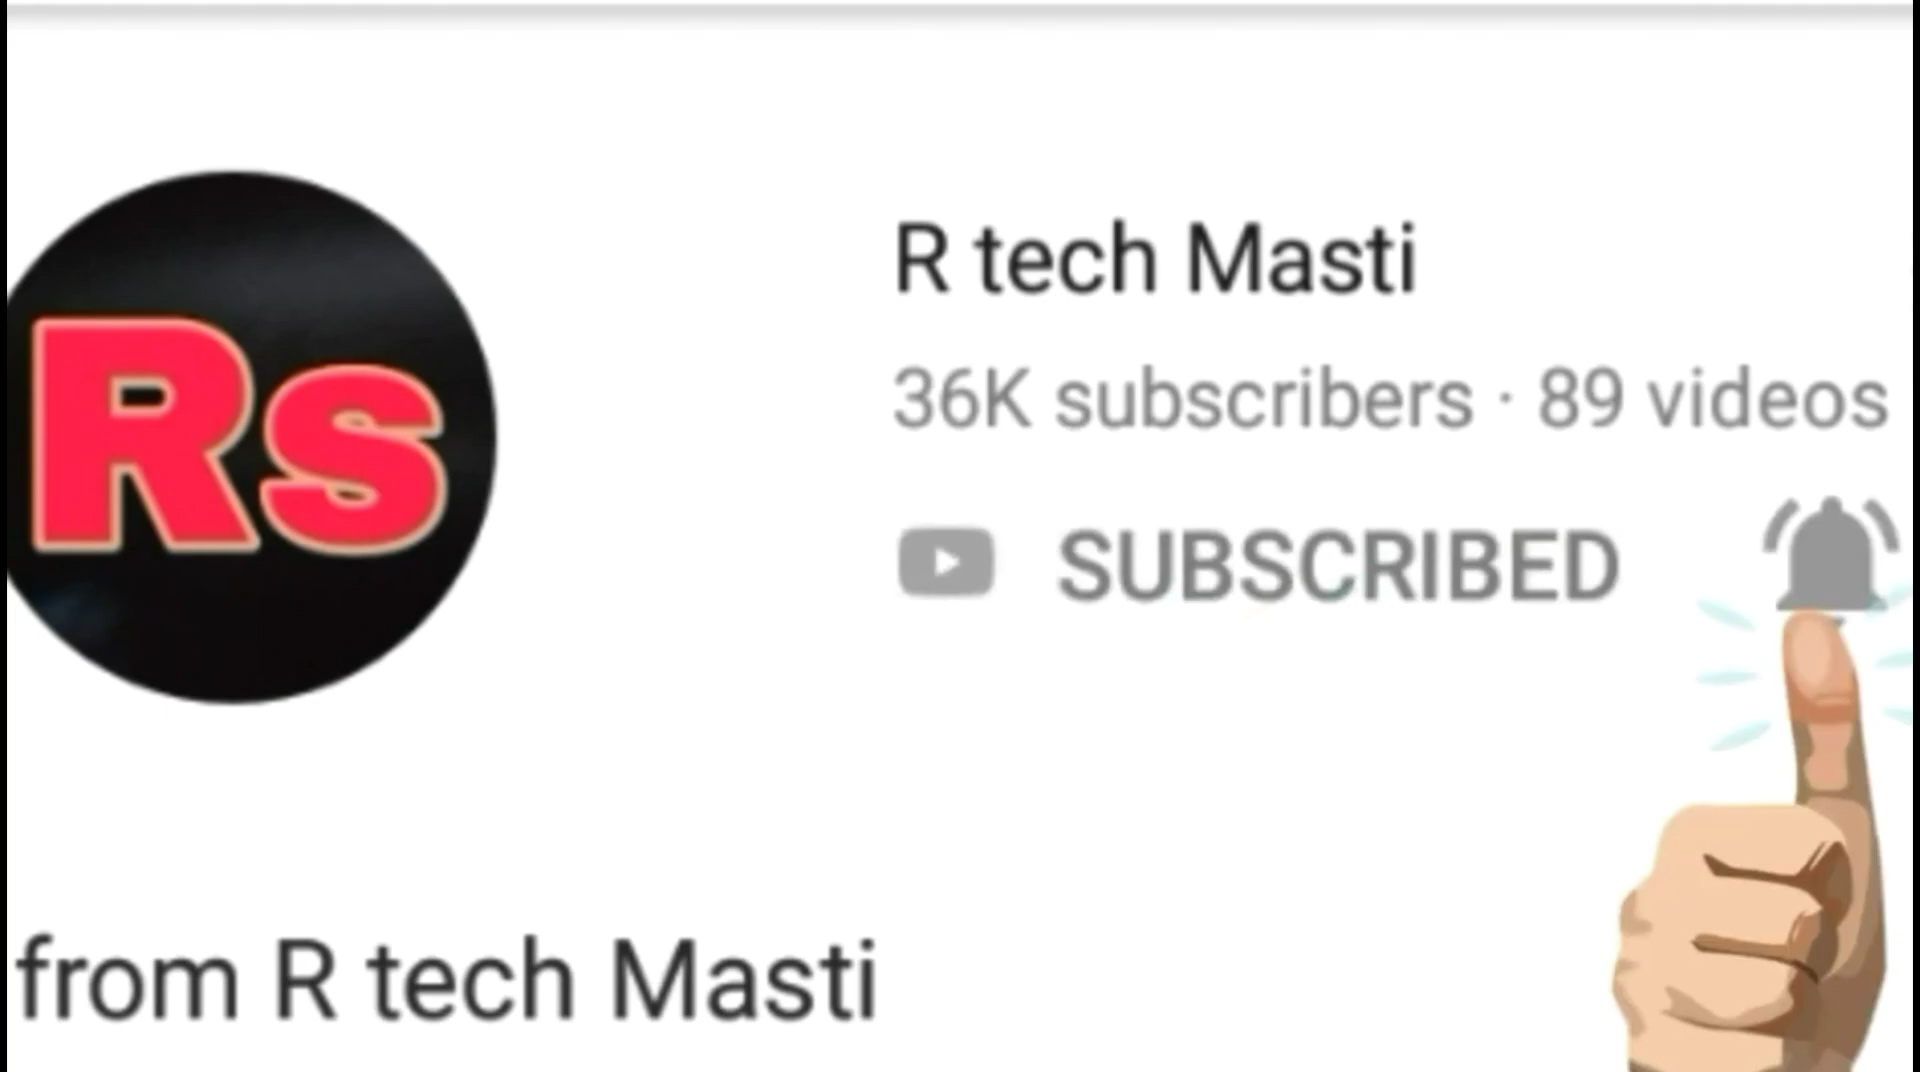 Rs
R tech Masti
36K subscribers · 89 videos
SUBSCRIBED
from R tech Masti